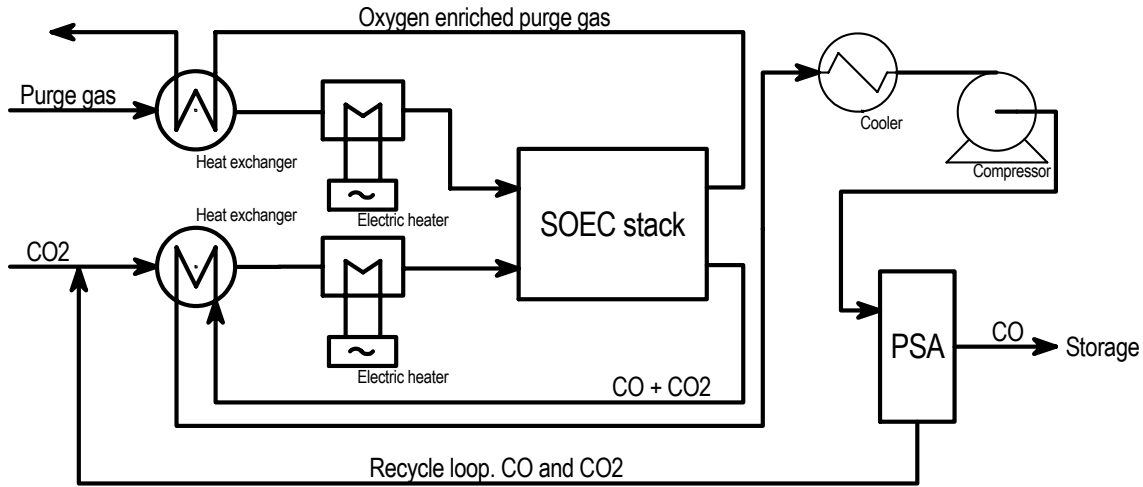 Oxygen enriched purge gas
Purge gas
Heat exchanger
Electric heater
Cooler
Compressor
Heat exchanger
CO2
SOEC stack
Electric heater
CO + CO2
PSA
CO
Storage
Recycle loop. CO and CO2
~
~